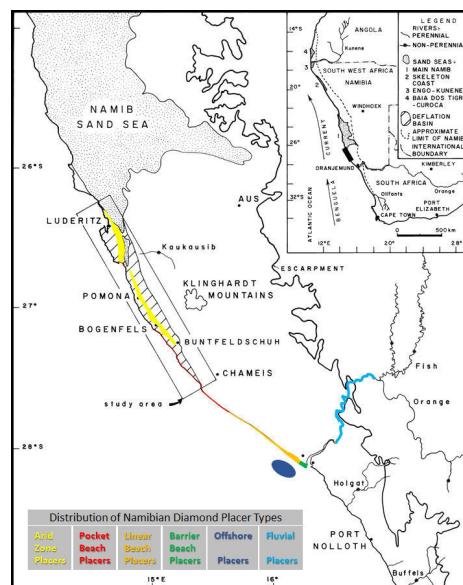 NAMIB
SAND SEA
26°S
LUDERITZ
AUS
Kaukausib
ESCARPMENT
27°
POMONA
KLINGHARDT
MOUNTAINS
BOGENFELS
BUNTFELDSCHUH
CHAMEIS
study area
28°S
Fish
Orange
Holgat
PORT
NOLLOTH
Buffels
15°E
16°
14°S
ANGOLA
Kunene
SOUTH WEST AFRICA
NAMIBIA
WINDHOEK
20°
26°S
ORANJEMUND
KIMBERLEY
Orange
SOUTH AFRICA
Olifants
PORT
ELIZABETH
CAPE TOWN
32°S
ATLANTIC OCEAN
BENGUELA
CURRENT
12°E
20°
28°
0 500
km
LEGEND
RIVERS:
PERENNIAL
NON-PERENNIAL
SAND SEAS:
1 MAIN NAMIB
2 SKELETON
COAST
3 ENGO-KUNENE
4 BAIA DOS TIGR
-CUROCA
DEFLATION
BASIN
APPROXIMATE
LIMIT OF NAMIB
INTERNATIONAL
BOUNDARY
Distribution of Namibian Diamond Placer Types
Arid
Zone
Placers
Pocket
Beach
Placers
Linear
Beach
Placers
Barrier
Beach
Placers
Offshore
Placers
Fluvial
Placers